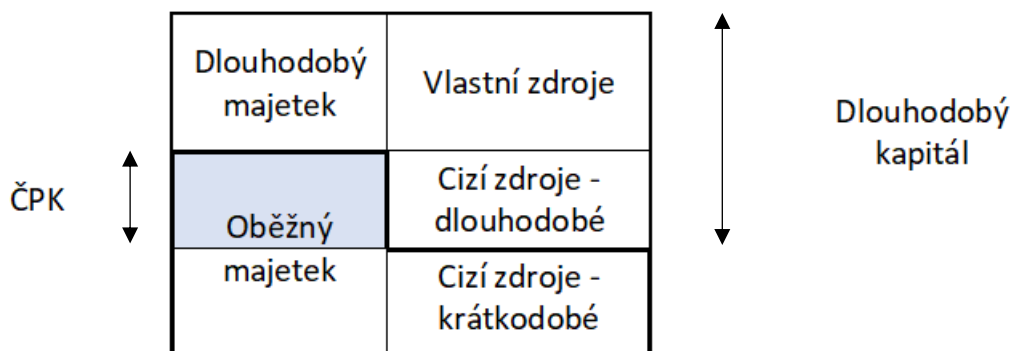 Dlouhodobý
majetek
Vlastní zdroje
Dlouhodobý
kapitál
ČPK
Oběžný
majetek
Cizí zdroje -
dlouhodobé
Cizí zdroje -
krátkodobé